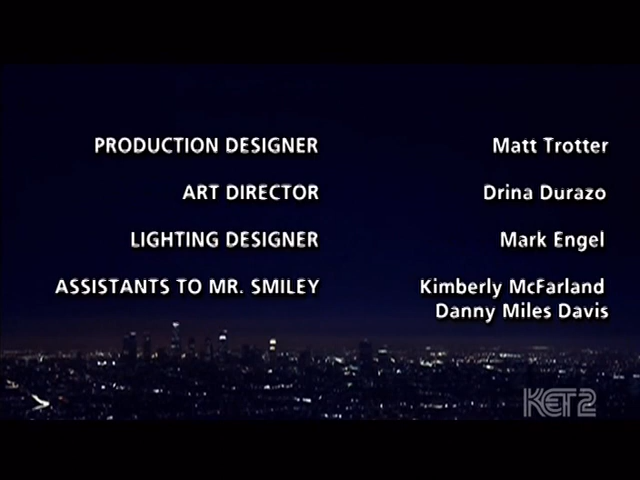 PRODUCTION DESIGNER Matt Trotter
ART DIRECTOR Drina Durazo
LIGHTING DESIGNER Mark Engel
ASSISTANTS TO MR. SMILEY Kimberly McFarland
Danny Miles Davis
KET2